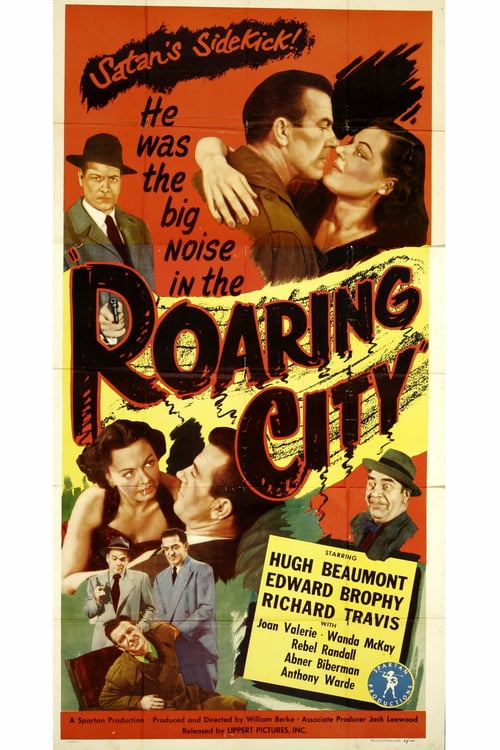 Satan's Sidekick!
He
was
the
big
NOISE
IN the
"ROARING
CITY"
STARRING
HUGH BEAUMONT
EDWARD BROPHY
RICHARD TRAVIS
WITH
Joan Valerie · Wanda McKay
Rebel Randall
Abner Biberman
Anthony Warde
SPARTAN
PRODUCTIONS
A Spartan Production - Produced and Directed by William Berke - Associate Producer Jack Leewood
Released by LIPPERT PICTURES, INC.